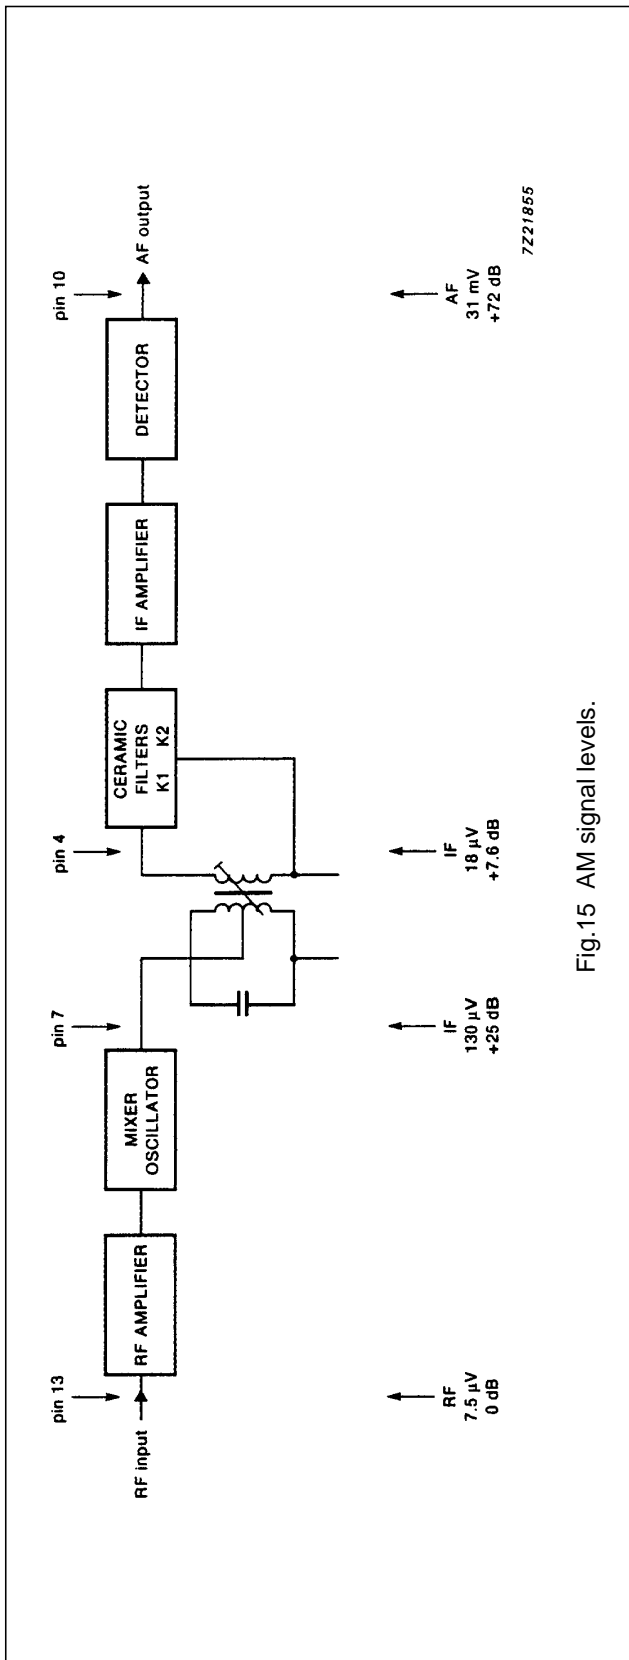 pin 13
pin 7
pin 4
pin 10
RF input
RF AMPLIFIER
MIXER
OSCILLATOR
CERAMIC
FILTERS
K1 K2
IF AMPLIFIER
DETECTOR
AF output
RF
7.5 µV
0 dB
IF
130 µV
+25 dB
IF
18 µV
+7.6 dB
AF
31 mV
+72 dB
7Z21855
Fig.15 AM signal levels.